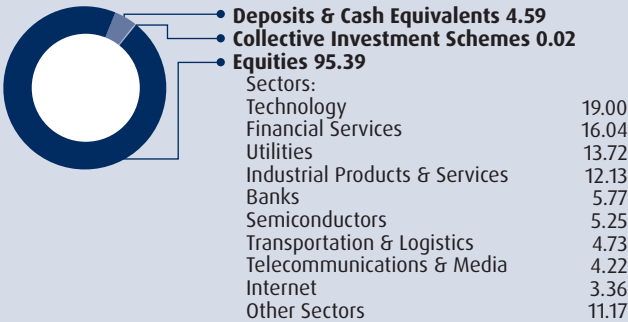 Deposits & Cash Equivalents 4.59
Collective Investment Schemes 0.02
Equities 95.39
Sectors:
Technology 19.00
Financial Services 16.04
Utilities 13.72
Industrial Products & Services 12.13
Banks 5.77
Semiconductors 5.25
Transportation & Logistics 4.73
Telecommunications & Media 4.22
Internet 3.36
Other Sectors 11.17